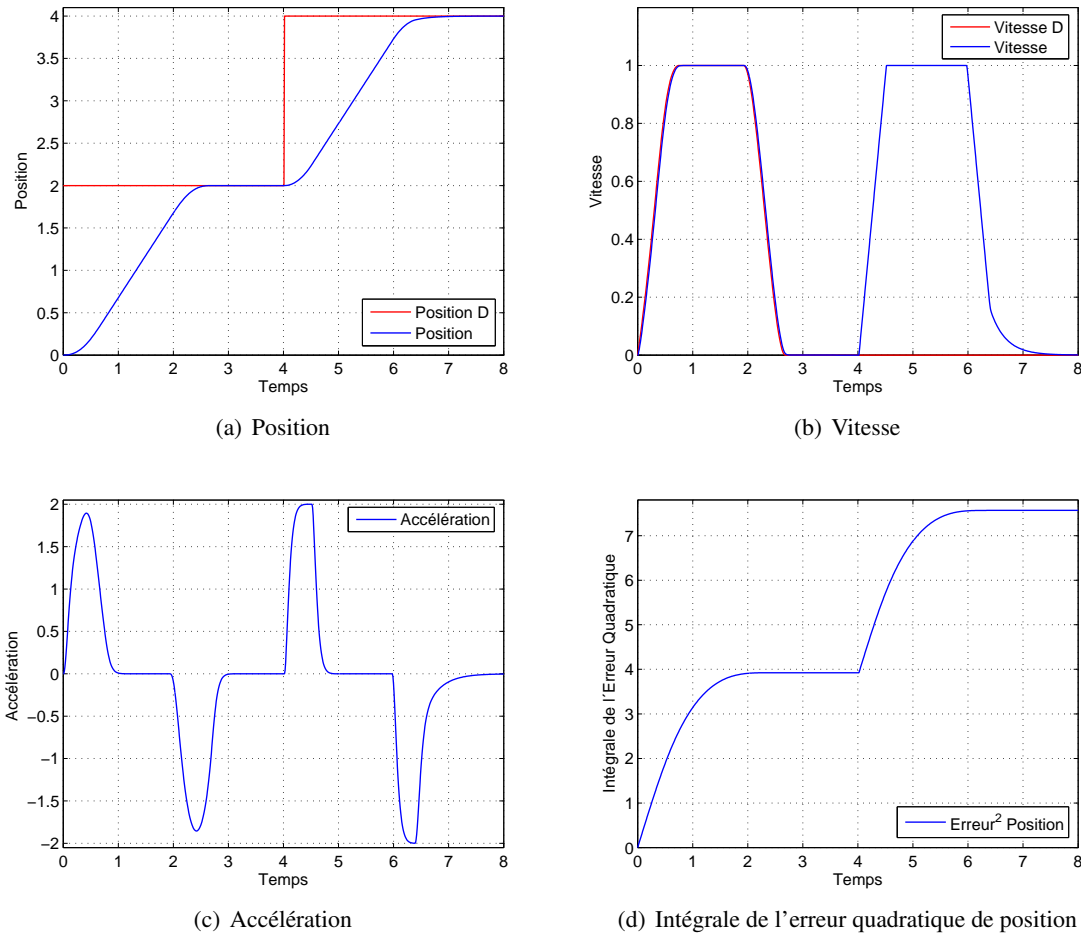 4
3.5
3
2.5
2
1.5
1
0.5
0
0 1 2 3 4 5 6 7 8
Position
Temps
Position D
Position
(a) Position
1
0.8
0.6
0.4
0.2
0
0 1 2 3 4 5 6 7 8
Vitesse
Temps
Vitesse D
Vitesse
(b) Vitesse
2
1.5
1
0.5
0
−0.5
−1
−1.5
−2
0 1 2 3 4 5 6 7 8
Accélération
Temps
Accélération
(c) Accélération
7
6
5
4
3
2
1
0
0 1 2 3 4 5 6 7 8
Intégrale de l´Erreur Quadratique
Temps
Erreur² Position
(d) Intégrale de l'erreur quadratique de position